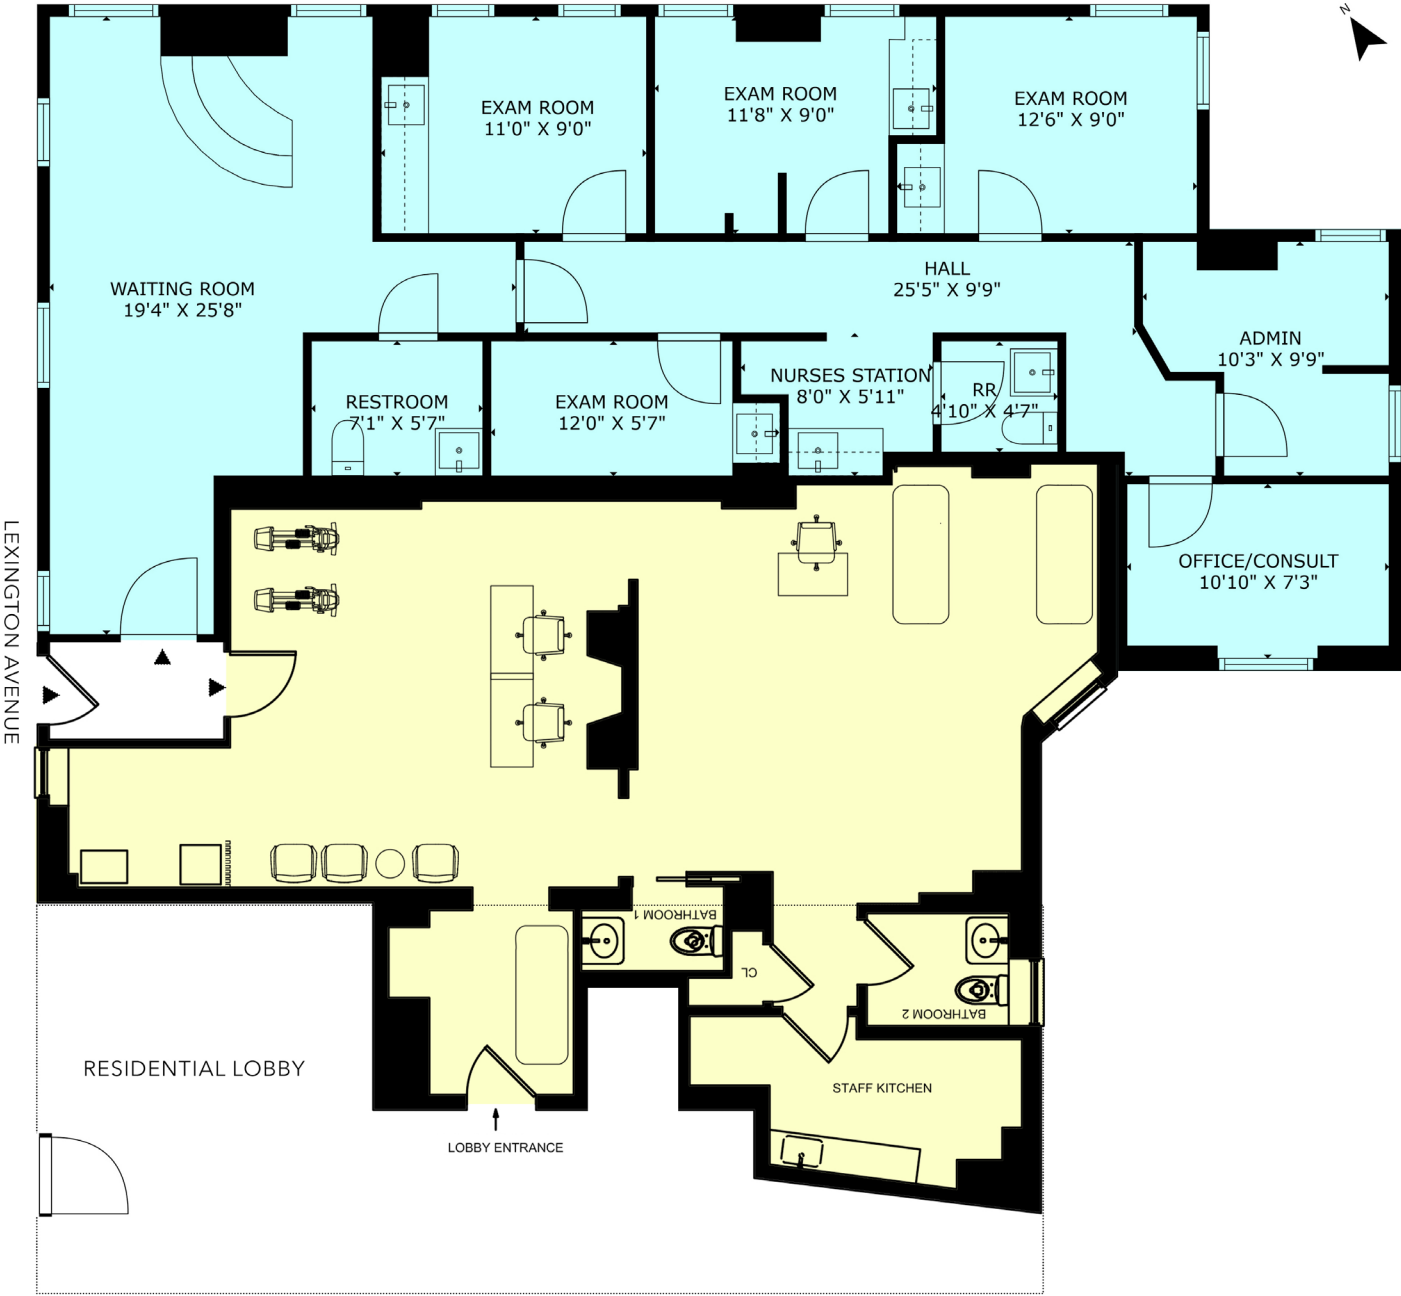 N
EXAM ROOM
11'0" X 9'0"
EXAM ROOM
11'8" X 9'0"
EXAM ROOM
12'6" X 9'0"
WAITING ROOM
19'4" X 25'8"
HALL
25'5" X 9'9"
ADMIN
10'3" X 9'9"
RESTROOM
7'1" X 5'7"
EXAM ROOM
12'0" X 5'7"
NURSES STATION
8'0" X 5'11"
RR
4'10" X 4'7"
OFFICE/CONSULT
10'10" X 7'3"
LEXINGTON AVENUE
BATHROOM 1
CL
BATHROOM 2
STAFF KITCHEN
RESIDENTIAL LOBBY
LOBBY ENTRANCE